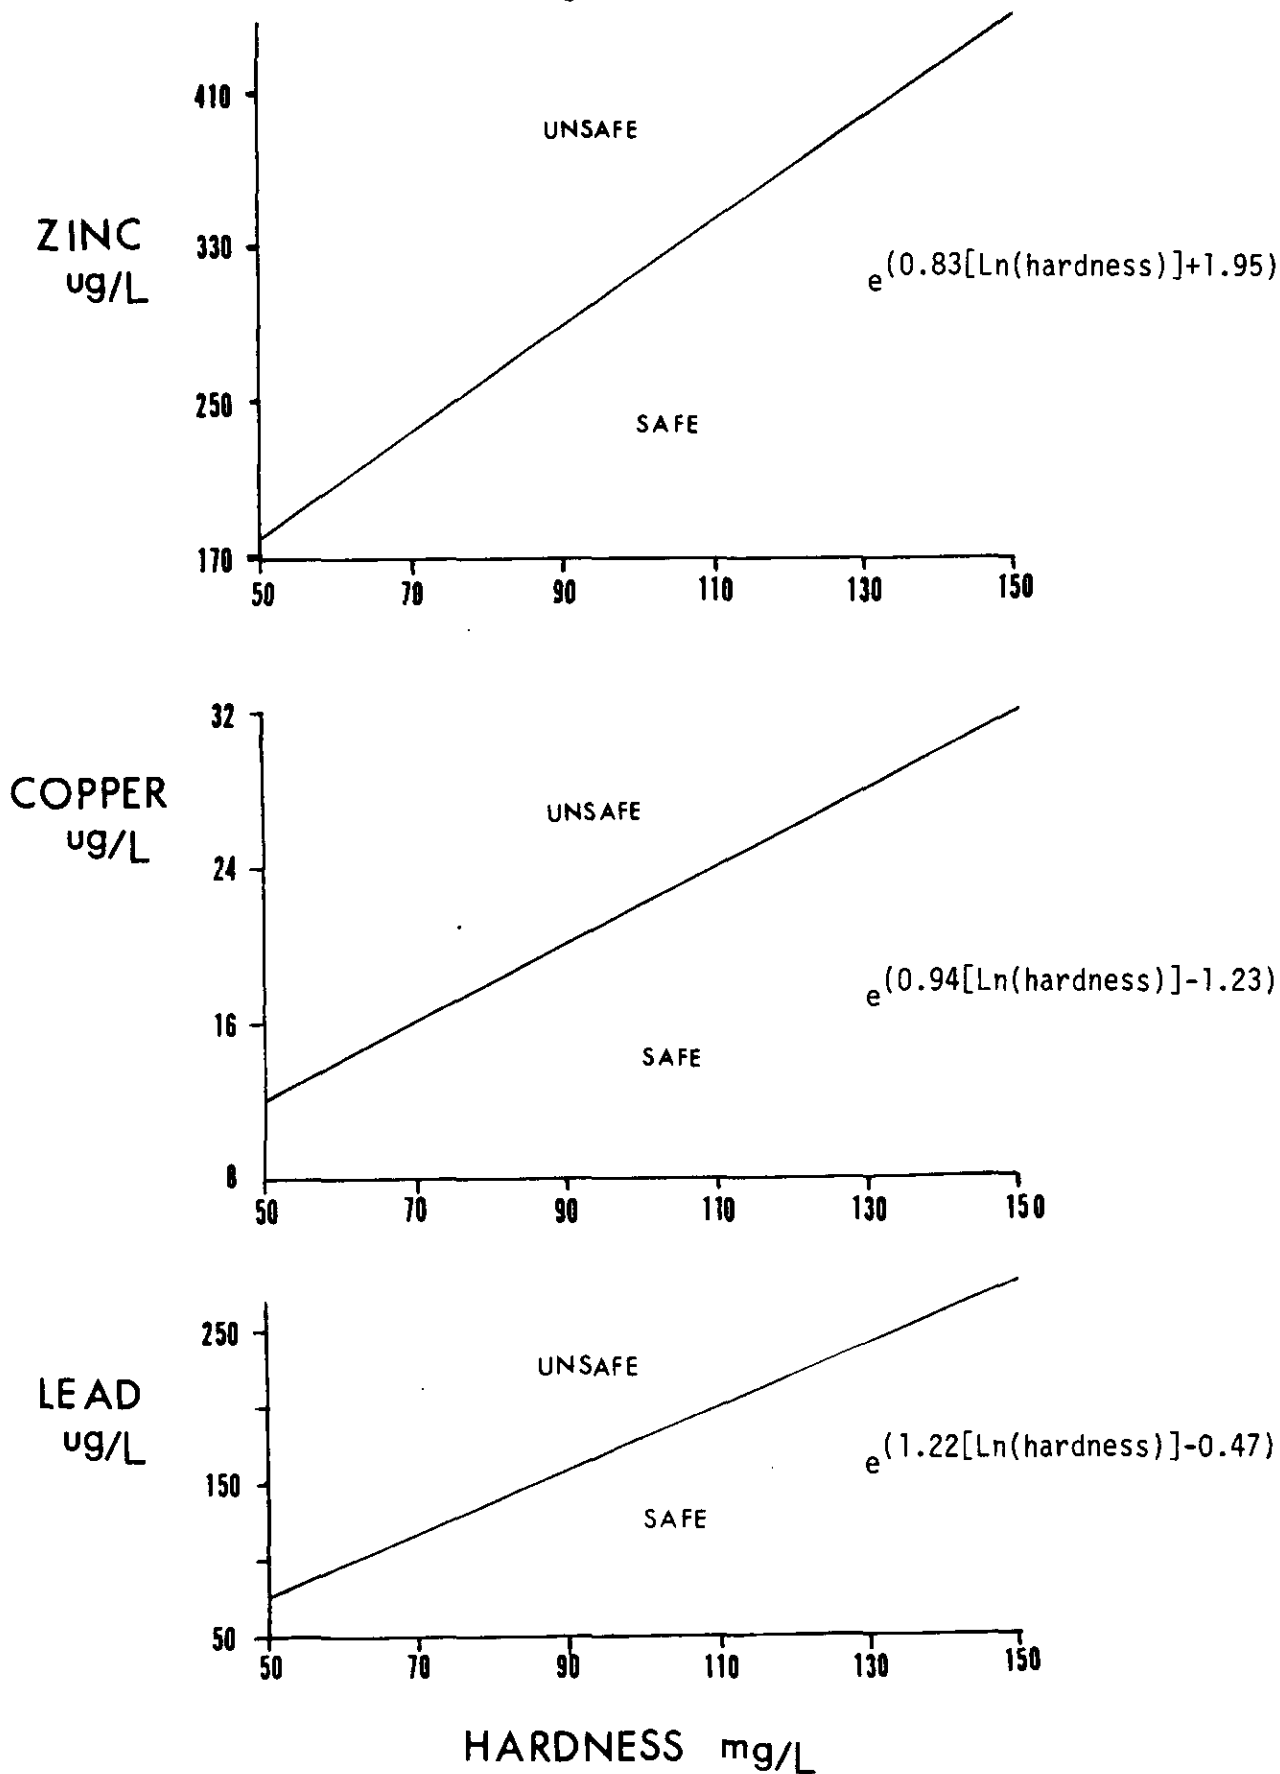 410
UNSAFE
ZINC
ug/L
330
e(0.83[Ln(hardness)]+1.95)
250
SAFE
170
50 70 90 110 130 150
32
COPPER
ug/L
UNSAFE
24
e(0.94[Ln(hardness)]-1.23)
16
SAFE
8
50 70 90 110 130 150
250
UNSAFE
LEAD
ug/L
e(1.22[Ln(hardness)]-0.47)
150
SAFE
50
50 70 90 110 130 150
HARDNESS mg/L